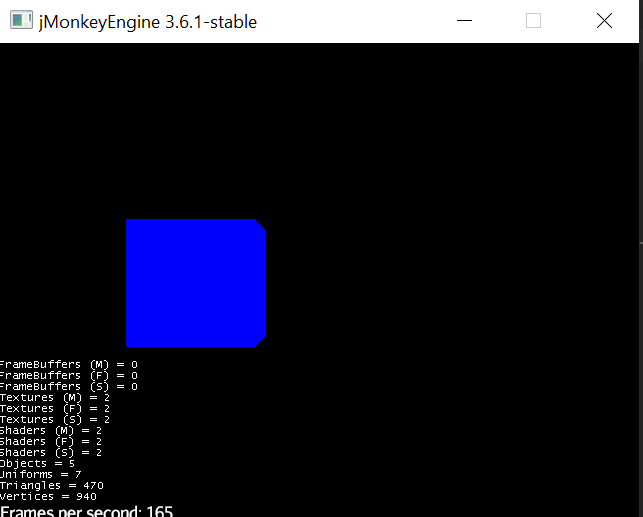 jMonkeyEngine 3.6.1-stable
FrameBuffers (M) = 0
FrameBuffers (F) = 0
FrameBuffers (S) = 0
Textures (M) = 2
Textures (F) = 2
Textures (S) = 2
Shaders (M) = 2
Shaders (F) = 2
Shaders (S) = 2
Objects = 5
Uniforms = 7
Triangles = 470
Vertices = 940
Frames per second: 165